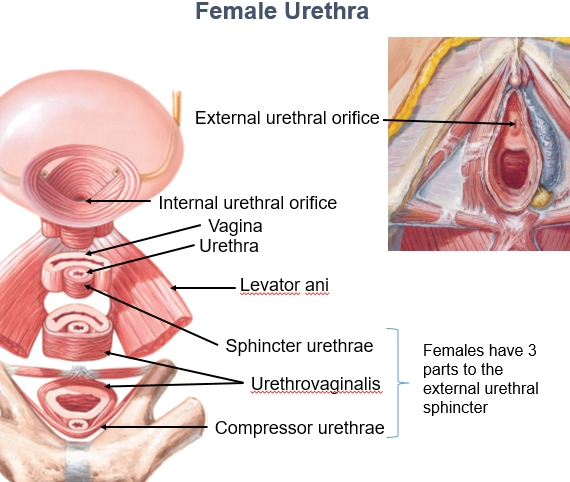 Female Urethra
External urethral orifice
Internal urethral orifice
Vagina
Urethra
Levator ani
Sphincter urethrae
Urethrovaginalis
Compressor urethrae
Females have 3
parts to the
external urethral
sphincter